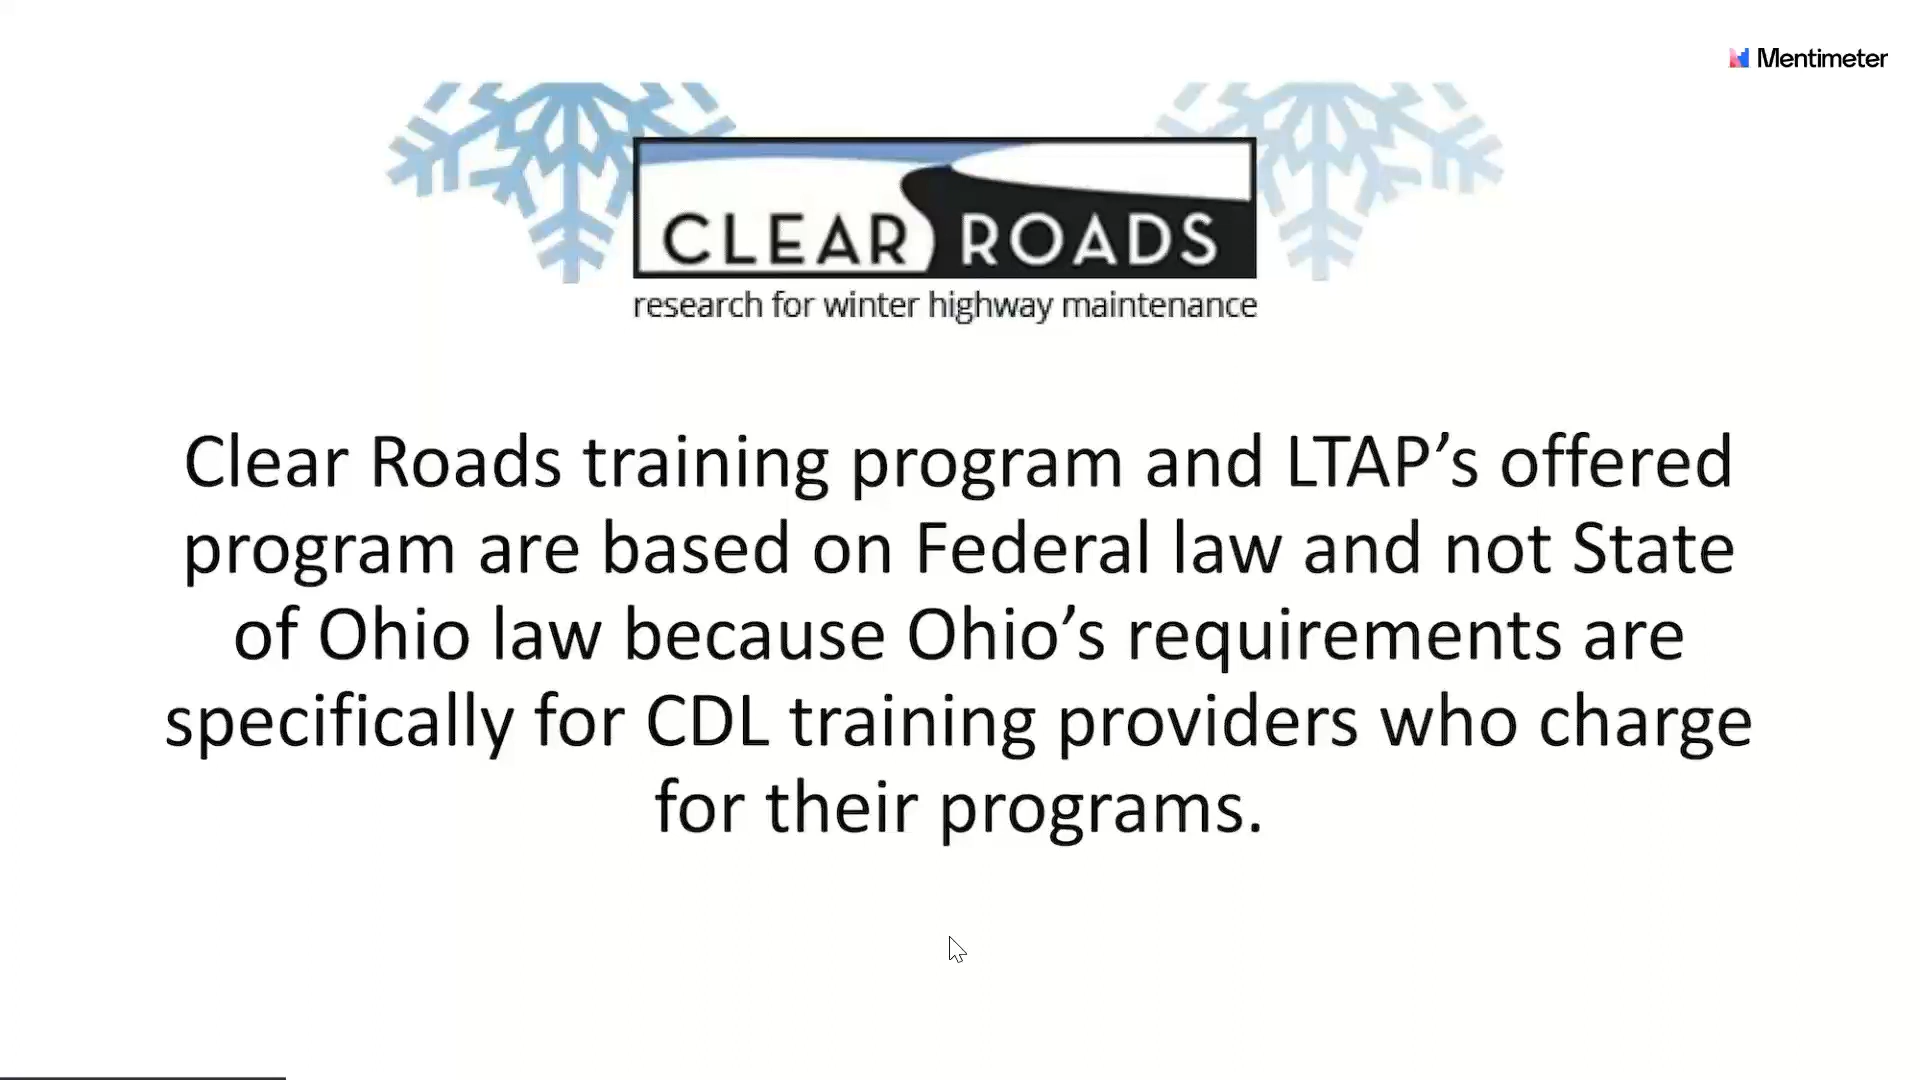 Mentimeter
CLEAR ROADS
research for winter highway maintenance
Clear Roads training program and LTAP’s offered
program are based on Federal law and not State
of Ohio law because Ohio’s requirements are
specifically for CDL training providers who charge
for their programs.